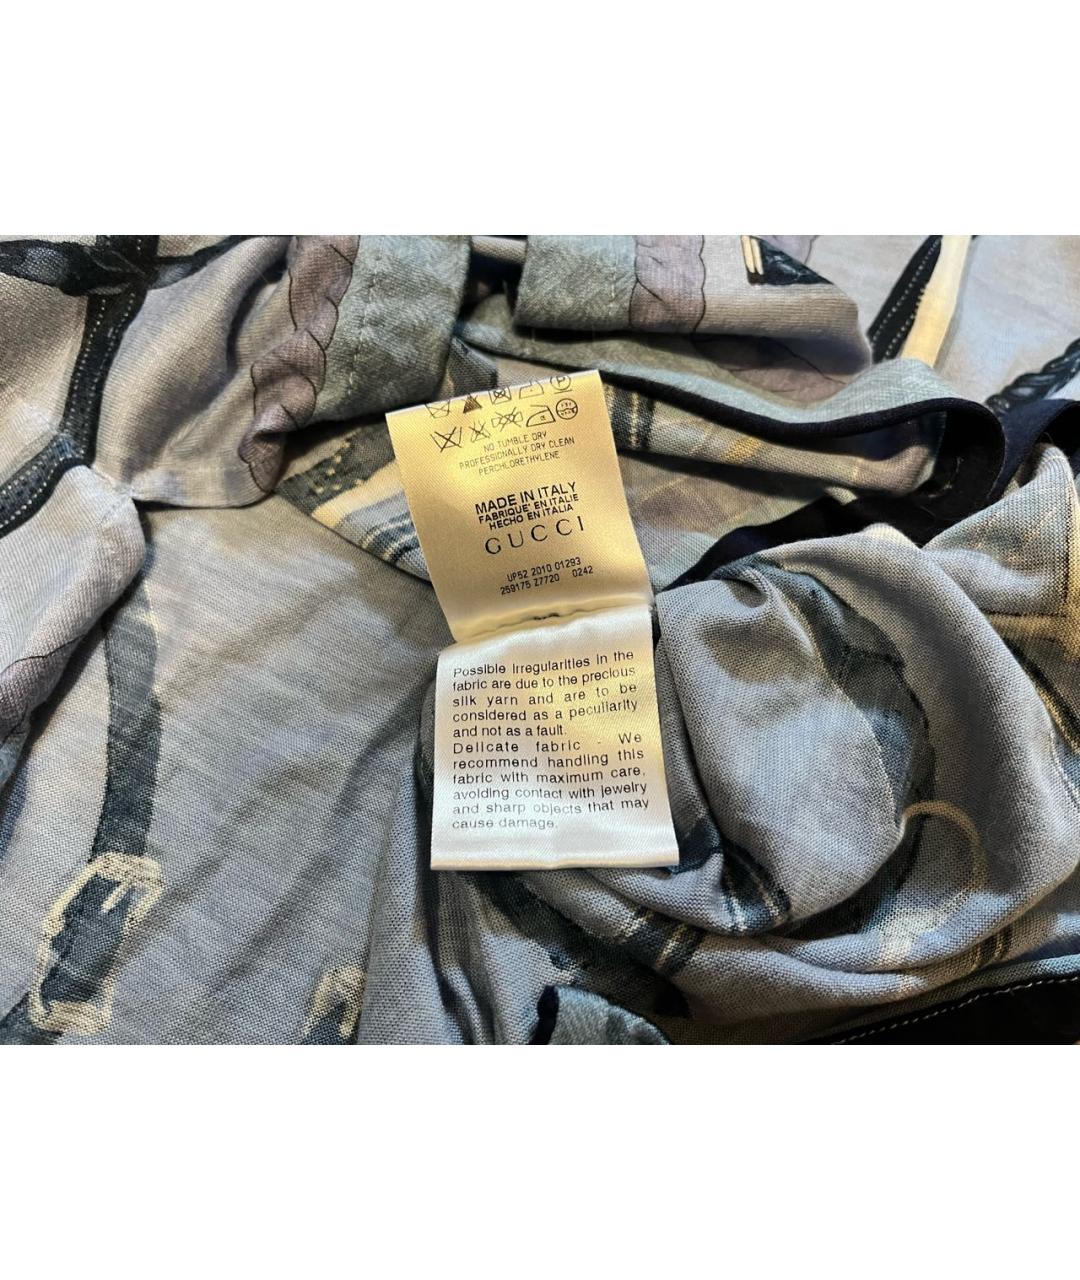 NO TUMBLE DRY
PROFESSIONALLY DRY CLEAN
PERCHLORETHYLENE
MADE IN ITALY
FABRIQUE' EN ITALIE
HECHO EN ITALIA
GUCCI
UP52 2010 01293
259175 Z7720 0242
Possible Irregularities in the
fabric are due to the precious
silk yarn and are to be
considered as a peculiarity
and not as a fault.
Delicate fabric - We
recommend handling this
fabric with maximum care,
avoiding contact with jewelry
and sharp objects that may
cause damage.